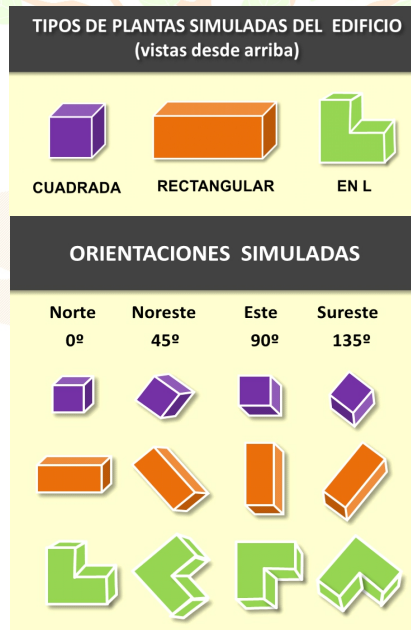 TIPOS DE PLANTAS SIMULADAS DEL EDIFICIO
(vistas desde arriba)
CUADRADA RECTANGULAR EN L
ORIENTACIONES SIMULADAS
Norte Noreste Este Sureste
0º 45º 90º 135º